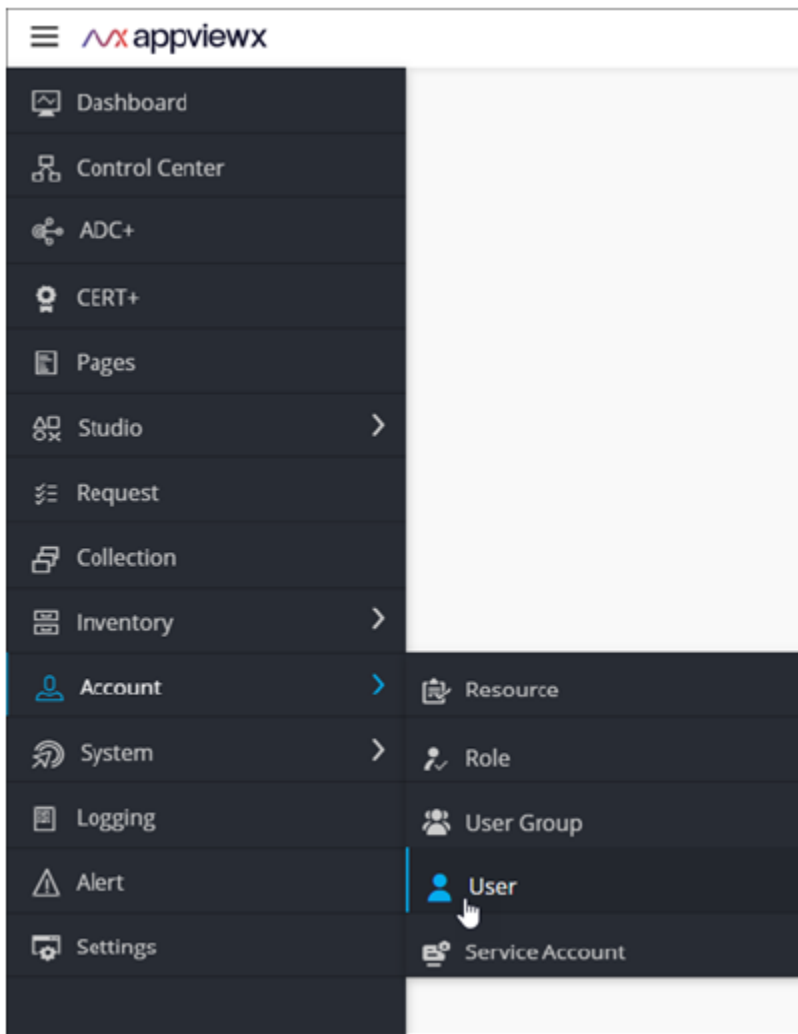 appviewx
Dashboard
Control Center
ADC+
CERT+
Pages
Studio
Request
Collection
Inventory
Account
System
Logging
Alert
Settings
Resource
Role
User Group
User
Service Account